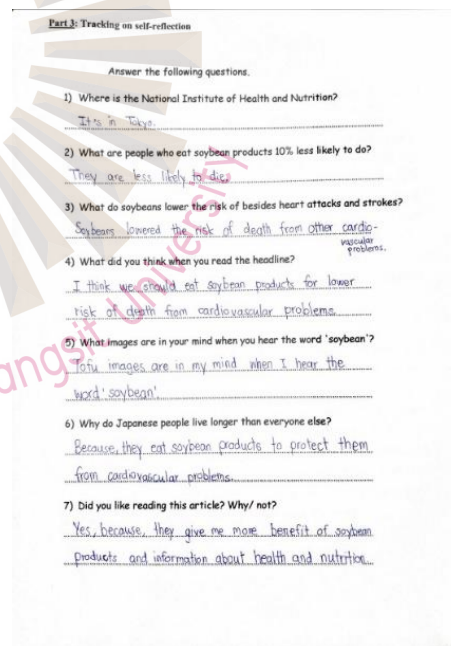 Part 3: Tracking on self-reflection
Answer the following questions.
1) Where is the National Institute of Health and Nutrition?
It's in Tokyo.
2) What are people who eat soybean products 10% less likely to do?
They are less likely to die.
3) What do soybeans lower the risk of besides heart attacks and strokes?
Soybeans lowered the risk of death from other cardio-
vascular
problems.
4) What did you think when you read the headline?
I think we should eat soybean products for lower
risk of death from cardiovascular problems.
5) What images are in your mind when you hear the word 'soybean'?
Tofu images are in my mind when I hear the
word 'soybean'.
6) Why do Japanese people live longer than everyone else?
Because, they eat soybean products to protect them
from cardiovascular problems.
7) Did you like reading this article? Why/ not?
Yes, because, they give me more benefit of soybean
products and information about health and nutrition
angsit University